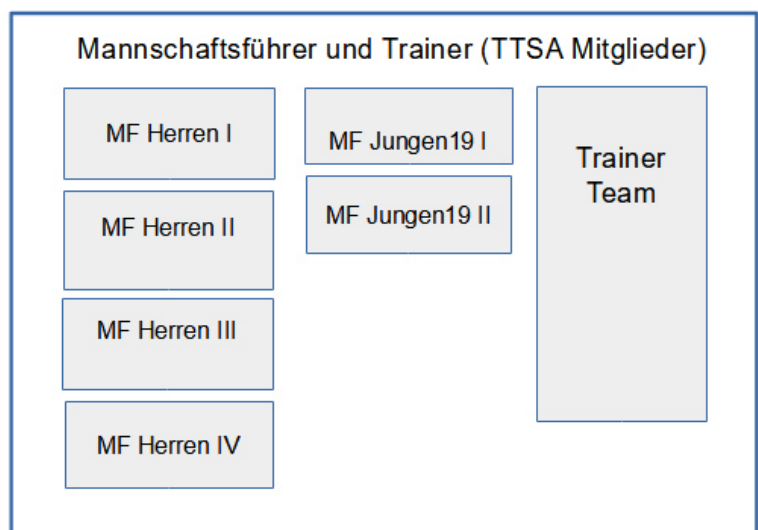 Mannschaftsführer und Trainer (TTSA Mitglieder)
MF Herren I
MF Herren II
MF Herren III
MF Herren IV
MF Jungen19 I
MF Jungen19 II
Trainer
Team